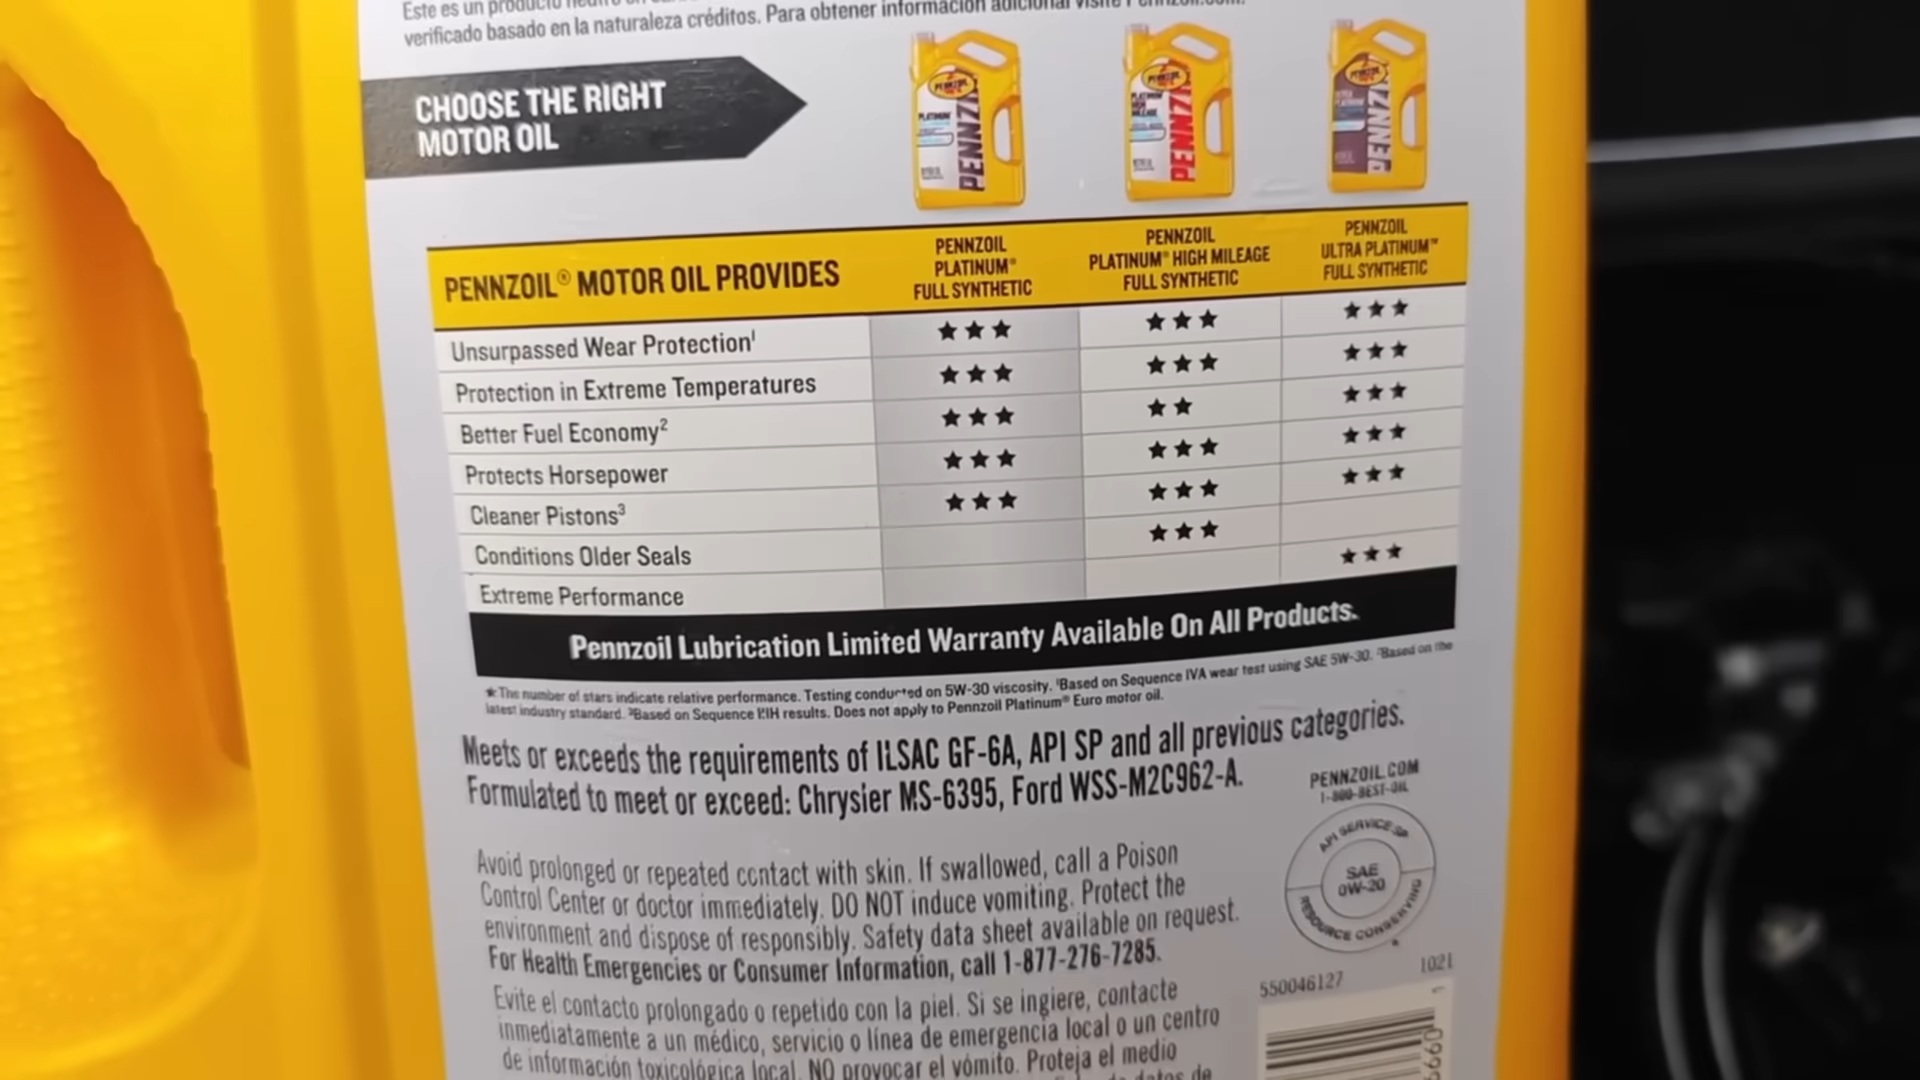 Este es un producto
verificado basado en la naturaleza créditos. Para obtener información adicional visite
CHOOSE THE RIGHT
MOTOR OIL
PENNZOIL
PLATINUM
PENNZ
PENNZOIL
PLATINUM
HIGH
MILEAGE
PENNZ
PENNZOIL
PENNZ
PENNZOIL® MOTOR OIL PROVIDES
PENNZOIL
PLATINUM®
FULL SYNTHETIC
PENNZOIL
PLATINUM® HIGH MILEAGE
FULL SYNTHETIC
PENNZOIL
ULTRA PLATINUM™
FULL SYNTHETIC
Unsurpassed Wear Protection¹ ★★★ ★★★ ★★★
Protection in Extreme Temperatures ★★★ ★★★ ★★★
Better Fuel Economy² ★★★ ★★ ★★★
Protects Horsepower ★★★ ★★★ ★★★
Cleaner Pistons³ ★★★ ★★★ ★★★
Conditions Older Seals ★★★
Extreme Performance ★★★
Pennzoil Lubrication Limited Warranty Available On All Products.
★The number of stars indicate relative performance. Testing conducted on 5W-30 viscosity. ¹Based on Sequence IVA wear test using SAE 5W-30. ²Based on the
latest industry standard. ³Based on Sequence IIIH results. Does not apply to Pennzoil Platinum® Euro motor oil.
Meets or exceeds the requirements of ILSAC GF-6A, API SP and all previous categories.
Formulated to meet or exceed: Chrysler MS-6395, Ford WSS-M2C962-A.
PENNZOIL.COM
1-800-BEST-OIL
API SERVICE SP
SAE
0W-20
RESOURCE CONSERVING
Avoid prolonged or repeated contact with skin. If swallowed, call a Poison
Control Center or doctor immediately. DO NOT induce vomiting. Protect the
environment and dispose of responsibly. Safety data sheet available on request.
For Health Emergencies or Consumer Information, call 1-877-276-7285.
550046127 1021
Evite el contacto prolongado o repetido con la piel. Si se ingiere, contacte
inmediatamente a un médico, servicio o línea de emergencia local o un centro
de información toxicológica local. NO provocar el vómito. Proteja el medio
datos de